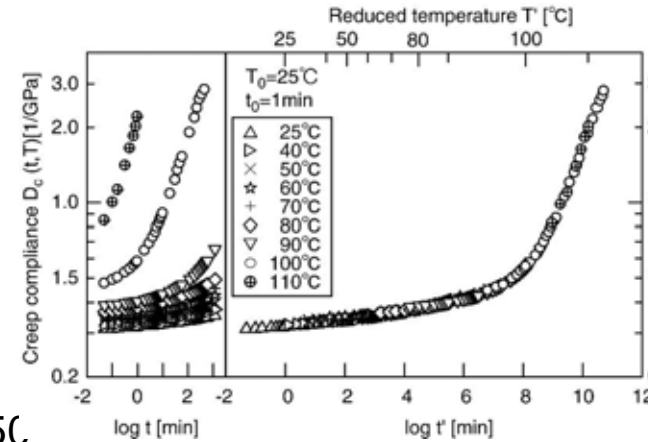 Reduced temperature T' [°C]
25 50 80 100
Creep compliance D_c (t,T)[1/GPa]
3.0
2.0
1.0
1.5
0.2
T₀=25℃
t₀=1min
△ 25°C
▷ 40°C
× 50°C
☆ 60°C
+ 70°C
◇ 80°C
▽ 90°C
○ 100°C
⊕ 110°C
-2 0 2 -2 0 2 4 6 8 10 12
log t [min] log t' [min]